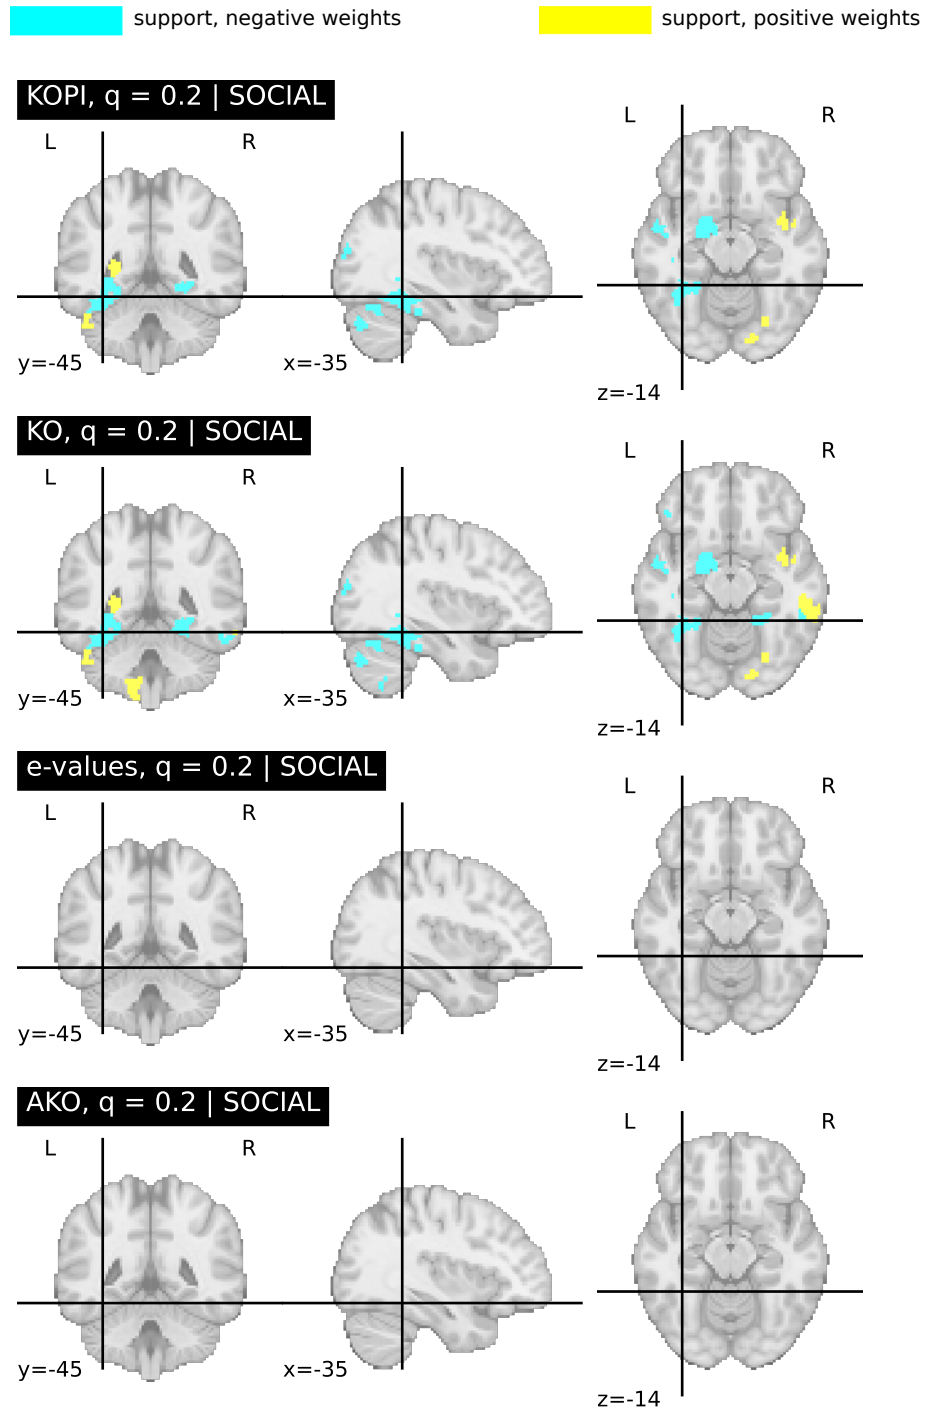 support, negative weights
support, positive weights
KOPI, q = 0.2 | SOCIAL
L R
L R
y=-45
x=-35
z=-14
KO, q = 0.2 | SOCIAL
L R
L R
y=-45
x=-35
z=-14
e-values, q = 0.2 | SOCIAL
L R
L R
y=-45
x=-35
z=-14
AKO, q = 0.2 | SOCIAL
L R
L R
y=-45
x=-35
z=-14